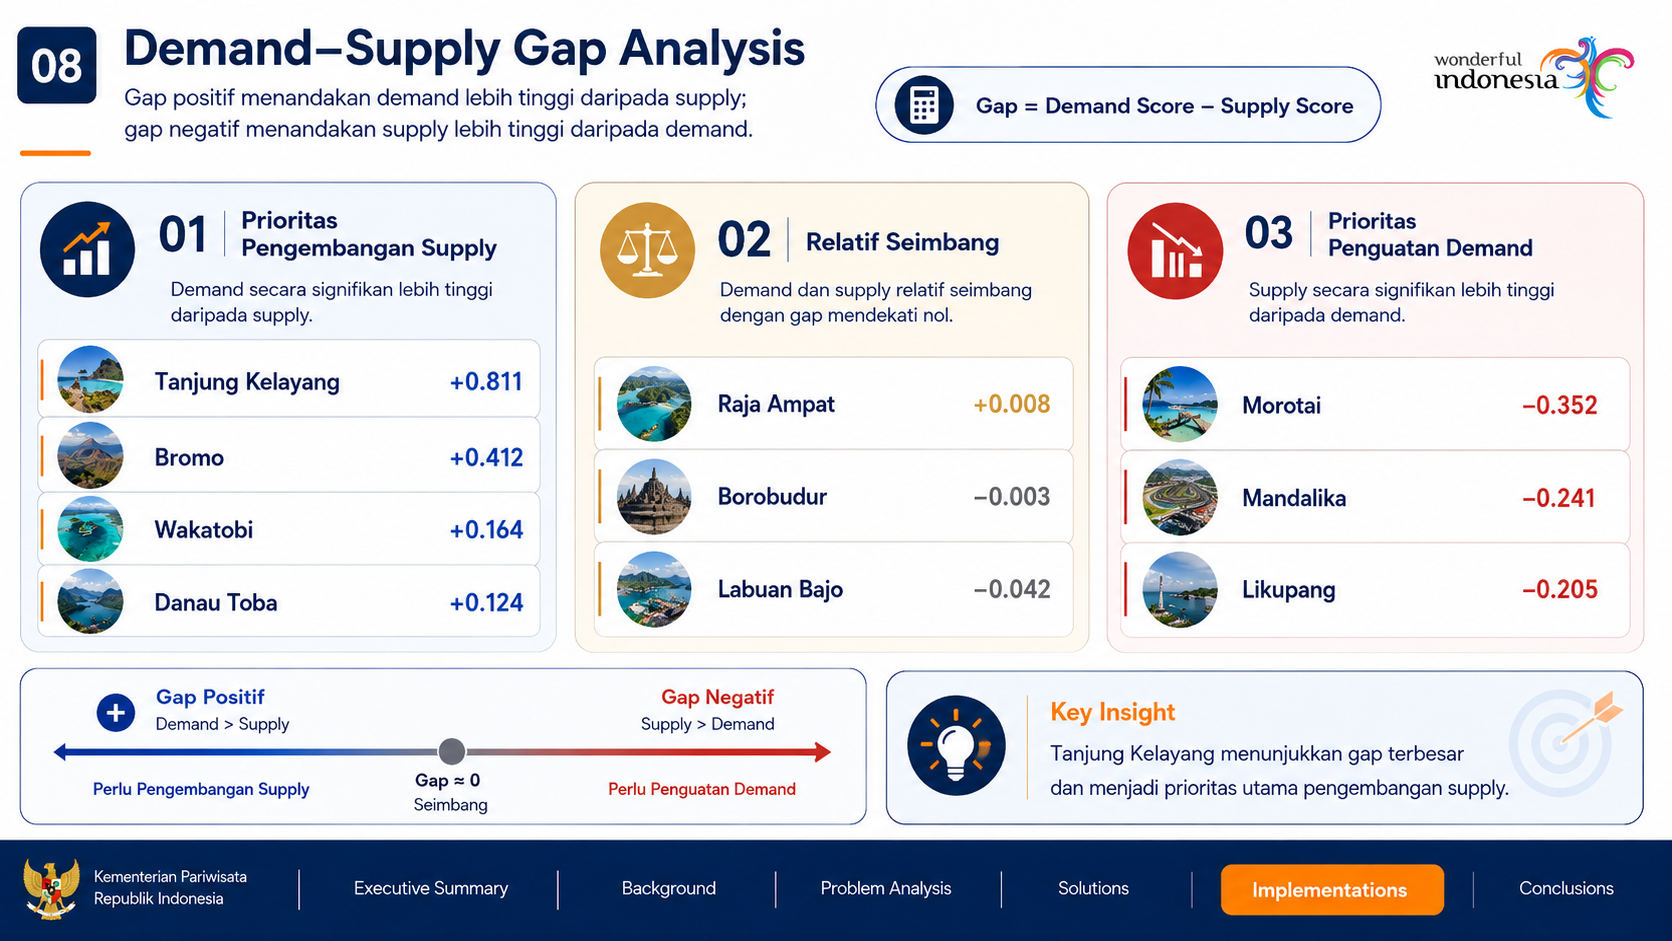 08
Demand–Supply Gap Analysis
Gap positif menandakan demand lebih tinggi daripada supply;
gap negatif menandakan supply lebih tinggi daripada demand.
Gap = Demand Score – Supply Score
wonderful
indonesia
01
Prioritas
Pengembangan Supply
Demand secara signifikan lebih tinggi
daripada supply.
Tanjung Kelayang +0.811
Bromo +0.412
Wakatobi +0.164
Danau Toba +0.124
02
Relatif Seimbang
Demand dan supply relatif seimbang
dengan gap mendekati nol.
Raja Ampat +0.008
Borobudur −0.003
Labuan Bajo −0.042
03
Prioritas
Penguatan Demand
Supply secara signifikan lebih tinggi
daripada demand.
Morotai −0.352
Mandalika −0.241
Likupang −0.205
Gap Positif
Demand > Supply
Gap Negatif
Supply > Demand
Perlu Pengembangan Supply
Gap ≈ 0
Seimbang
Perlu Penguatan Demand
Key Insight
Tanjung Kelayang menunjukkan gap terbesar
dan menjadi prioritas utama pengembangan supply.
Kementerian Pariwisata
Republik Indonesia
Executive Summary
Background
Problem Analysis
Solutions
Implementations
Conclusions